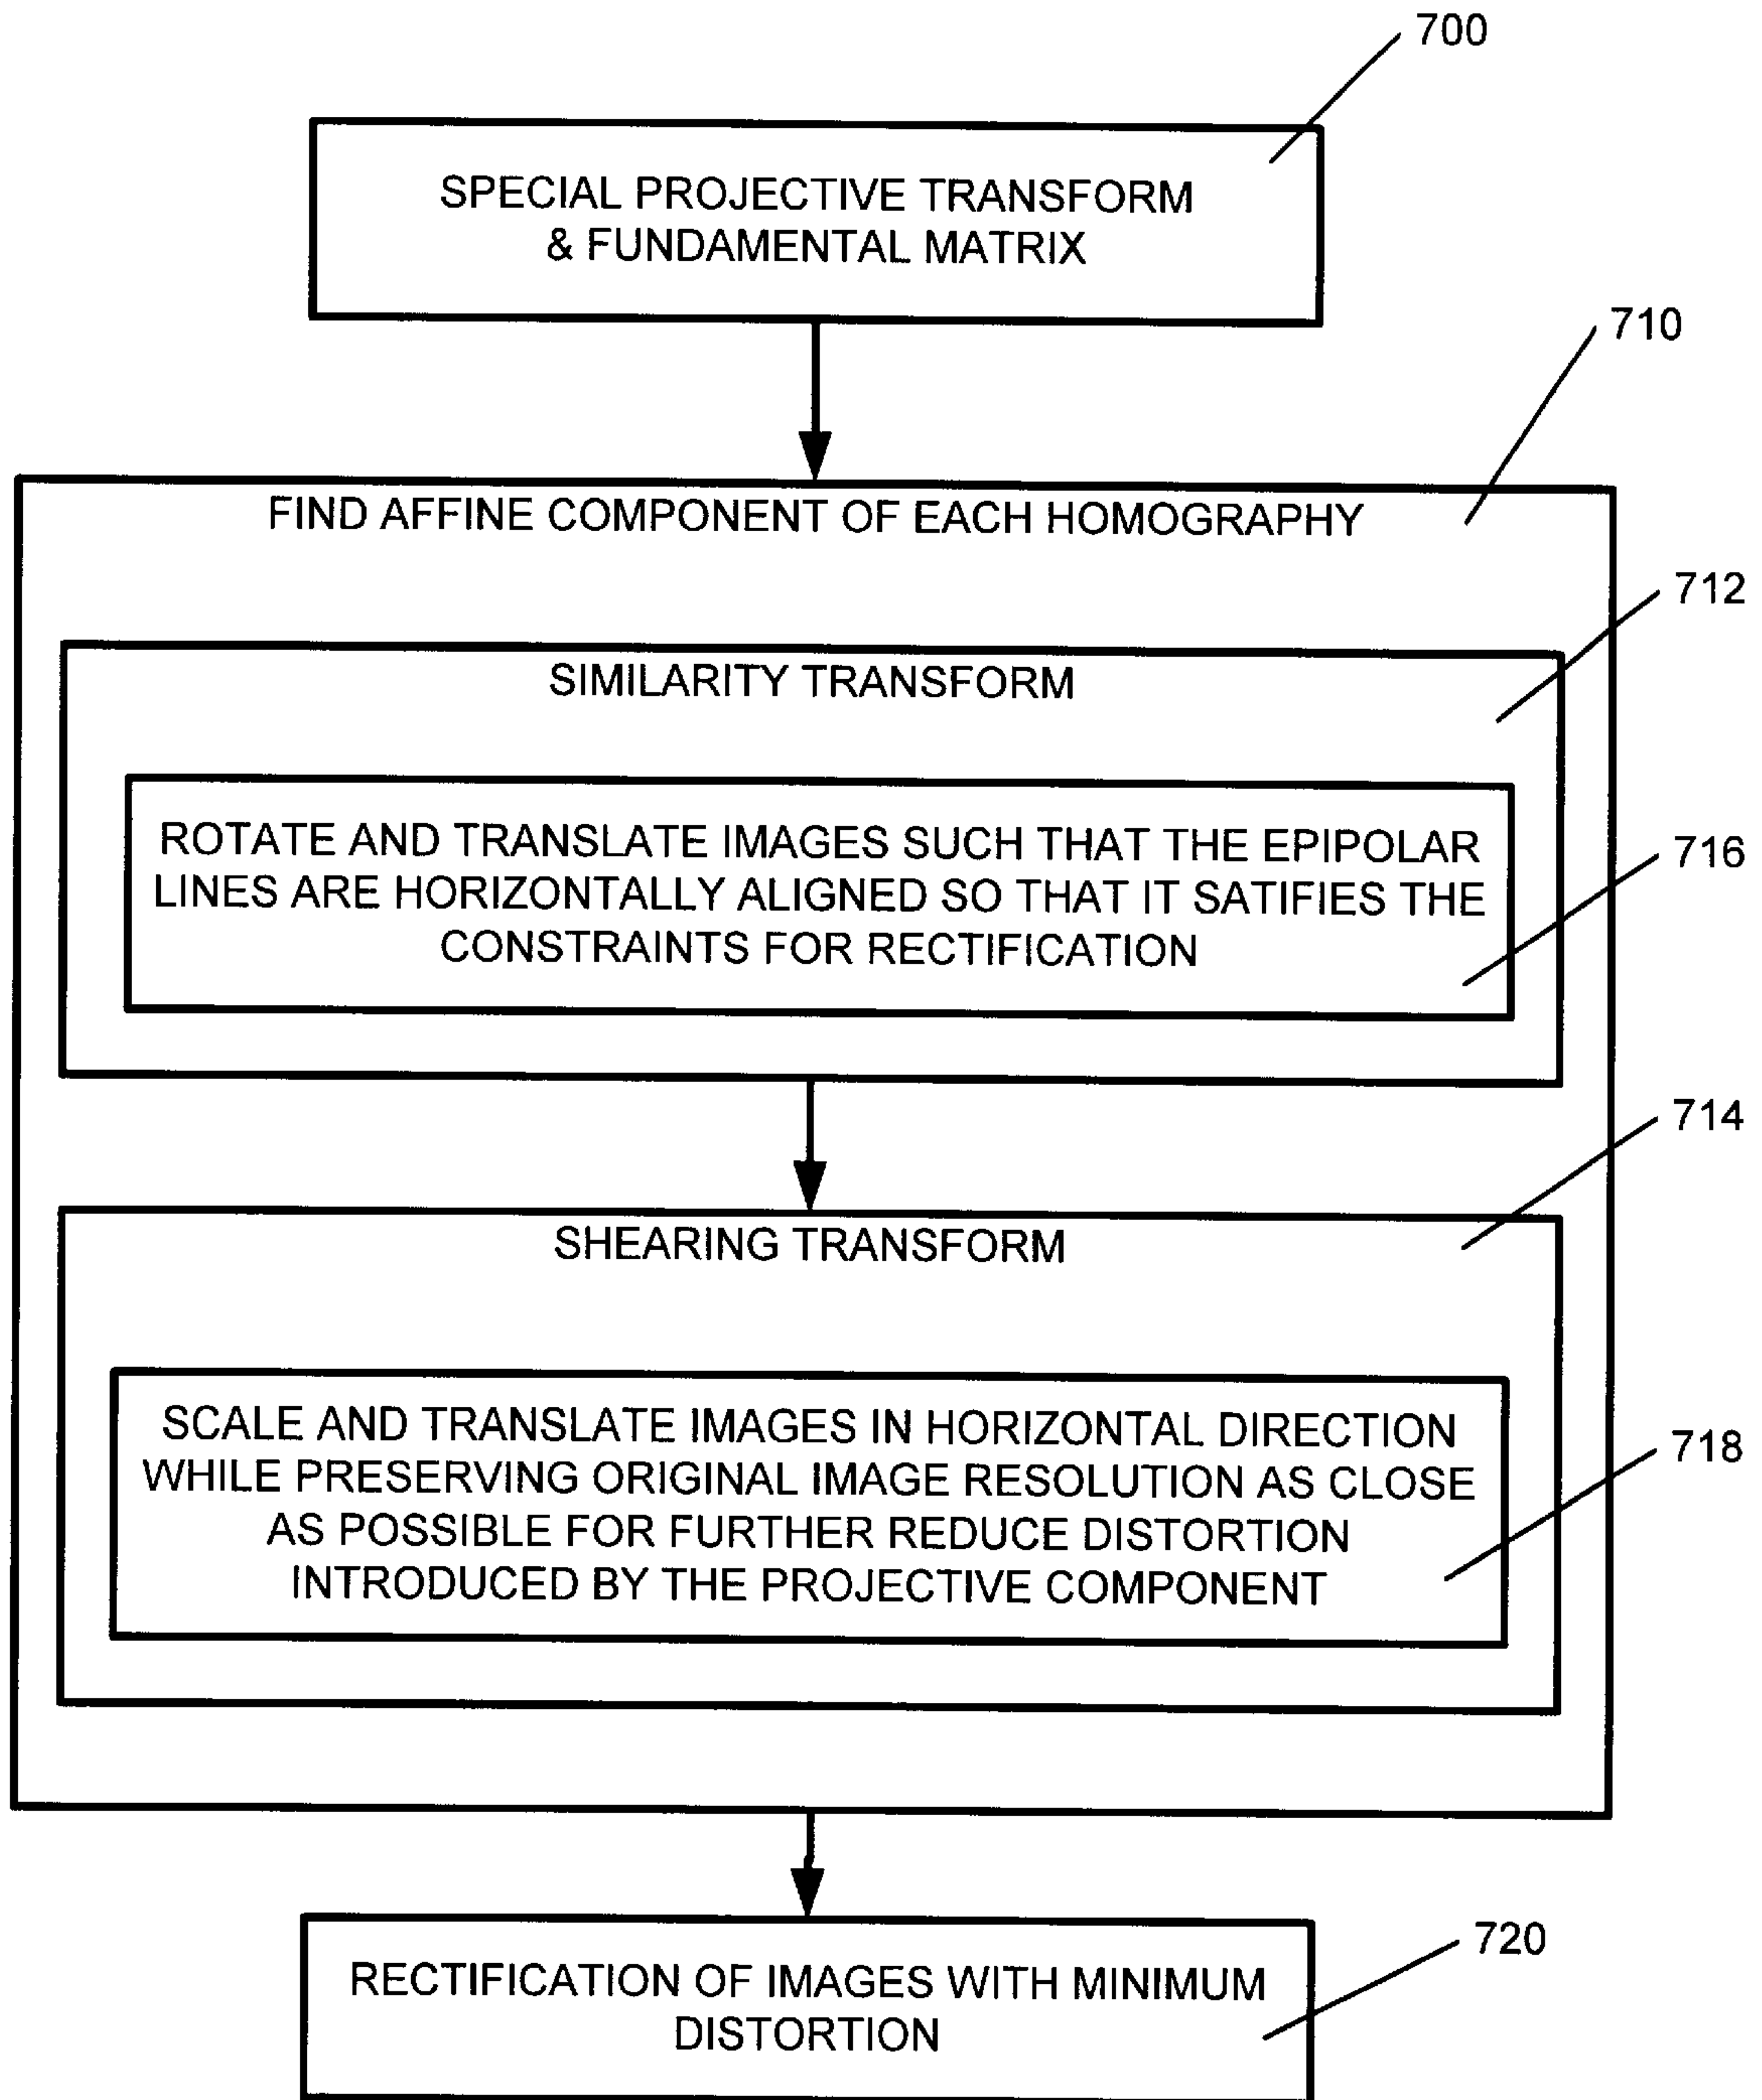 700
SPECIAL PROJECTIVE TRANSFORM
& FUNDAMENTAL MATRIX
710
FIND AFFINE COMPONENT OF EACH HOMOGRAPHY
712
SIMILARITY TRANSFORM
ROTATE AND TRANSLATE IMAGES SUCH THAT THE EPIPOLAR
LINES ARE HORIZONTALLY ALIGNED SO THAT IT SATIFIES THE
CONSTRAINTS FOR RECTIFICATION
716
714
SHEARING TRANSFORM
SCALE AND TRANSLATE IMAGES IN HORIZONTAL DIRECTION
WHILE PRESERVING ORIGINAL IMAGE RESOLUTION AS CLOSE
AS POSSIBLE FOR FURTHER REDUCE DISTORTION
INTRODUCED BY THE PROJECTIVE COMPONENT
718
720
RECTIFICATION OF IMAGES WITH MINIMUM
DISTORTION